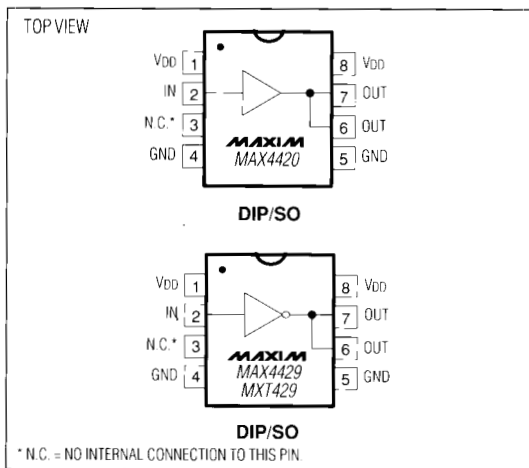 TOP VIEW
VDD 1
IN 2
N.C.* 3
GND 4
8 VDD
7 OUT
6 OUT
5 GND
MAXIM
MAX4420
DIP/SO
VDD 1
IN 2
N.C.* 3
GND 4
8 VDD
7 OUT
6 OUT
5 GND
MAXIM
MAX4429
MXT429
DIP/SO
* N.C. = NO INTERNAL CONNECTION TO THIS PIN.